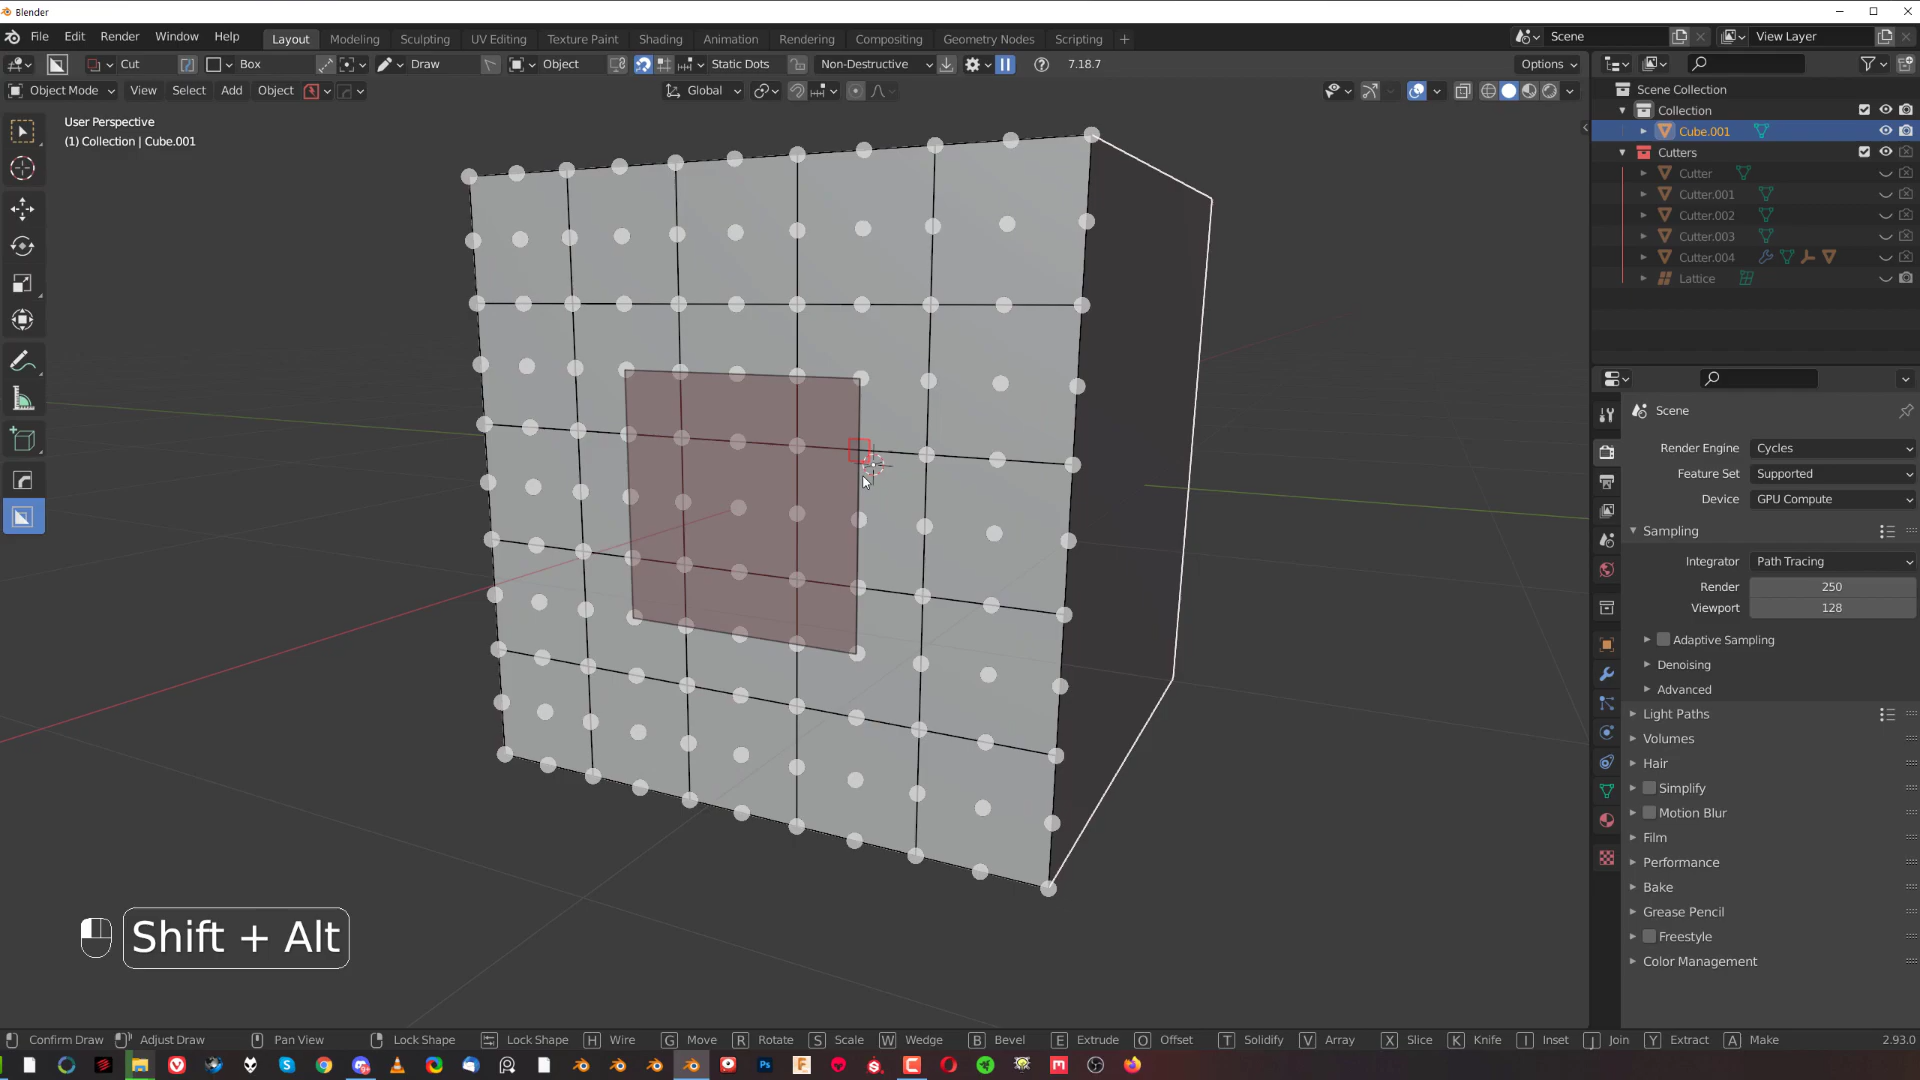 Blender
File Edit Render Window Help Layout Modeling Sculpting UV Editing Texture Paint Shading Animation Rendering Compositing Geometry Nodes Scripting + Scene View Layer
Cut Box Draw Object Static Dots Non-Destructive 7.18.7 Options
Object Mode View Select Add Object Global
User Perspective
(1) Collection | Cube.001
Scene Collection
Collection
Cube.001
Cutters
Cutter
Cutter.001
Cutter.002
Cutter.003
Cutter.004
Lattice
Scene
Render Engine Cycles
Feature Set Supported
Device GPU Compute
Sampling
Integrator Path Tracing
Render 250
Viewport 128
Adaptive Sampling
Denoising
Advanced
Light Paths
Volumes
Hair
Simplify
Motion Blur
Film
Performance
Bake
Grease Pencil
Freestyle
Color Management
Shift + Alt
Confirm Draw Adjust Draw Pan View Lock Shape Lock Shape H Wire G Move R Rotate S Scale W Wedge B Bevel E Extrude O Offset T Solidify V Array X Slice K Knife I Inset J Join Y Extract A Make 2.93.0